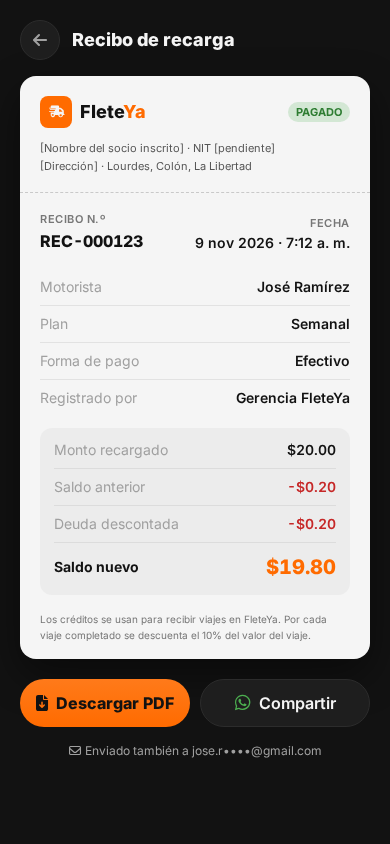 Recibo de recarga
FleteYa
PAGADO
[Nombre del socio inscrito] · NIT [pendiente]
[Dirección] · Lourdes, Colón, La Libertad
RECIBO N.º
FECHA
REC-000123
9 nov 2026 · 7:12 a. m.
Motorista José Ramírez
Plan Semanal
Forma de pago Efectivo
Registrado por Gerencia FleteYa
Monto recargado $20.00
Saldo anterior -$0.20
Deuda descontada -$0.20
Saldo nuevo $19.80
Los créditos se usan para recibir viajes en FleteYa. Por cada
viaje completado se descuenta el 10% del valor del viaje.
Descargar PDF
Compartir
Enviado también a jose.r••••@gmail.com